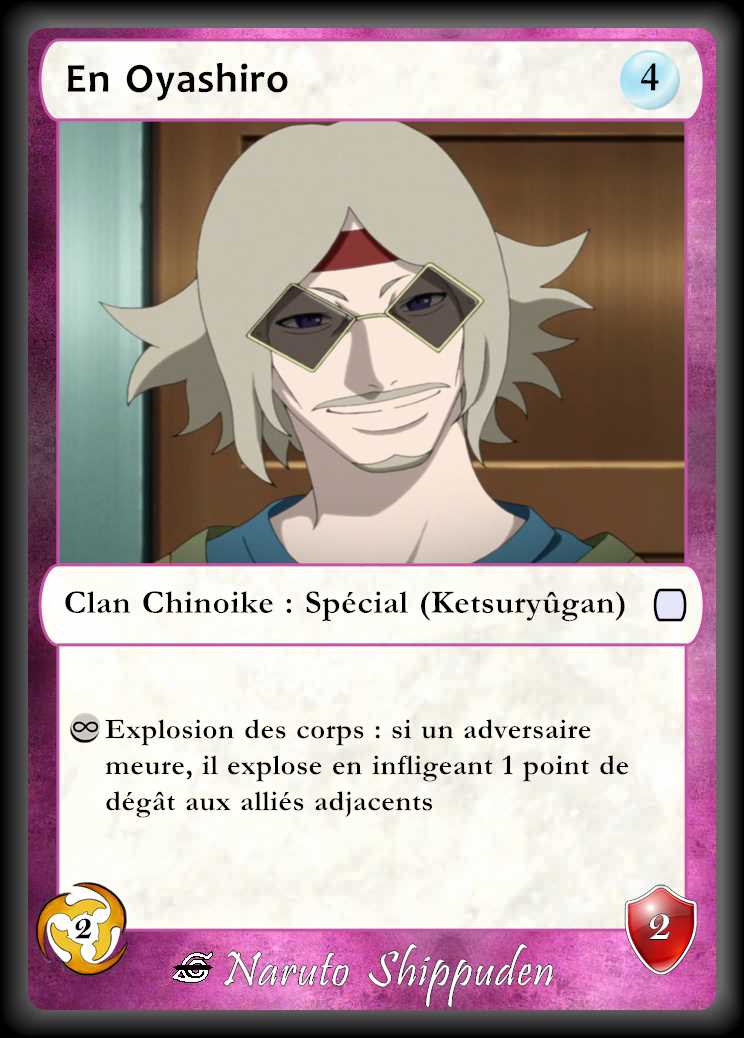 En Oyashiro
4
Clan Chinoike : Spécial (Ketsuryûgan)
∞ Explosion des corps : si un adversaire
meure, il explose en infligeant 1 point de
dégât aux alliés adjacents
2
2
Naruto Shippuden